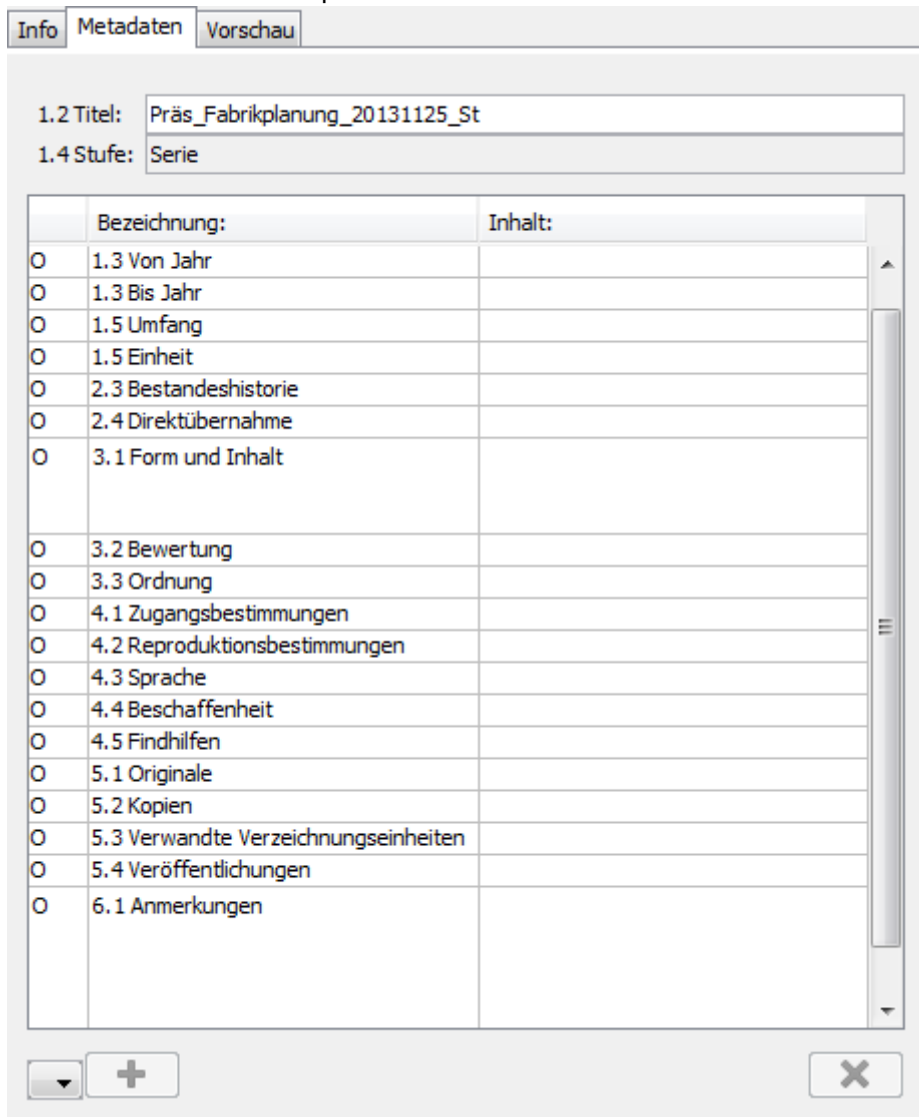 Info Metadaten Vorschau
1.2 Titel: Präs_Fabrikplanung_20131125_St
1.4 Stufe: Serie
Bezeichnung: Inhalt:
O 1.3 Von Jahr
O 1.3 Bis Jahr
O 1.5 Umfang
O 1.5 Einheit
O 2.3 Bestandeshistorie
O 2.4 Direktübernahme
O 3.1 Form und Inhalt
O 3.2 Bewertung
O 3.3 Ordnung
O 4.1 Zugangsbestimmungen
O 4.2 Reproduktionsbestimmungen
O 4.3 Sprache
O 4.4 Beschaffenheit
O 4.5 Findhilfen
O 5.1 Originale
O 5.2 Kopien
O 5.3 Verwandte Verzeichnungseinheiten
O 5.4 Veröffentlichungen
O 6.1 Anmerkungen